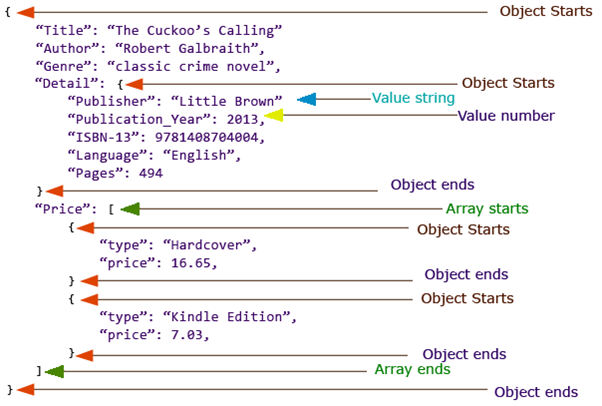 { Object Starts
“Title”: “The Cuckoo’s Calling”
“Author”: “Robert Galbraith”,
“Genre”: “classic crime novel”,
“Detail”: { Object Starts
“Publisher”: “Little Brown” Value string
“Publication_Year”: 2013, Value number
“ISBN-13”: 9781408704004,
“Language”: “English”,
“Pages”: 494
} Object ends
“Price”: [ Array starts
{ Object Starts
“type”: “Hardcover”,
“price”: 16.65,
} Object ends
{ Object Starts
“type”: “Kindle Edition”,
“price”: 7.03,
} Object ends
] Array ends
} Object ends